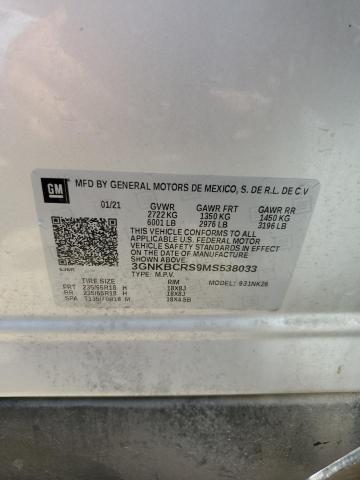 GM
MFD BY GENERAL MOTORS DE MEXICO, S. DE R.L. DE C.V
01/21 GVWR GAWR FRT GAWR RR
2722 KG 1350 KG 1450 KG
6001 LB 2976 LB 3196 LB
THIS VEHICLE CONFORMS TO ALL
APPLICABLE U.S. FEDERAL MOTOR
VEHICLE SAFETY STANDARDS IN
EFFECT ON THE DATE OF MANUFACTURE
SHOWN ABOVE.
3GNKBCRS9MS538033
TYPE: M.P.V.
TIRE SIZE RIM MODEL: 931NK26
FRT 235/65R18 H 18X8J
RR 235/65R18 H 18X8J
SPA T135/70R18 M 18X4.5B